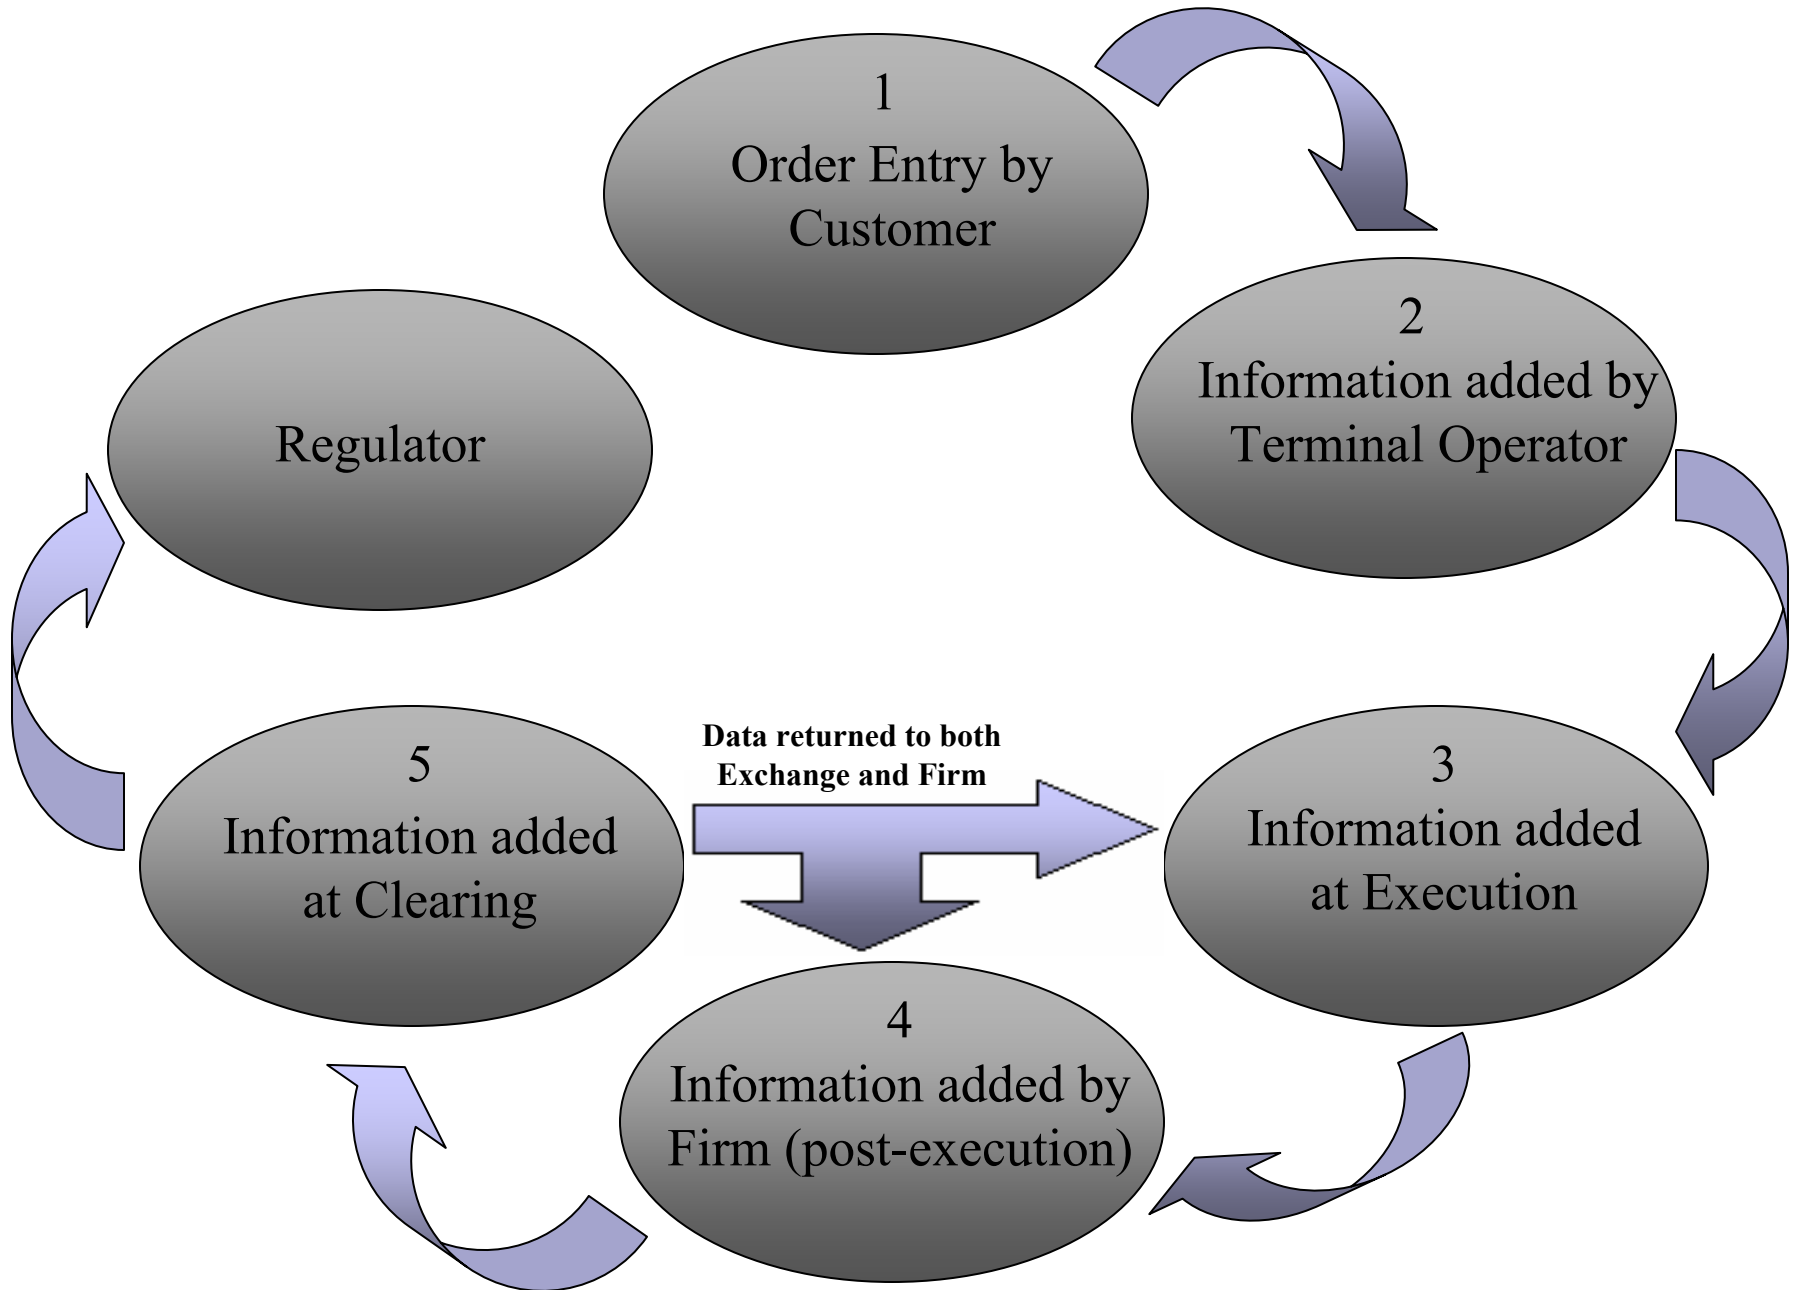 1
Order Entry by
Customer
2
Information added by
Terminal Operator
Regulator
Data returned to both
Exchange and Firm
5
Information added
at Clearing
3
Information added
at Execution
4
Information added by
Firm (post-execution)